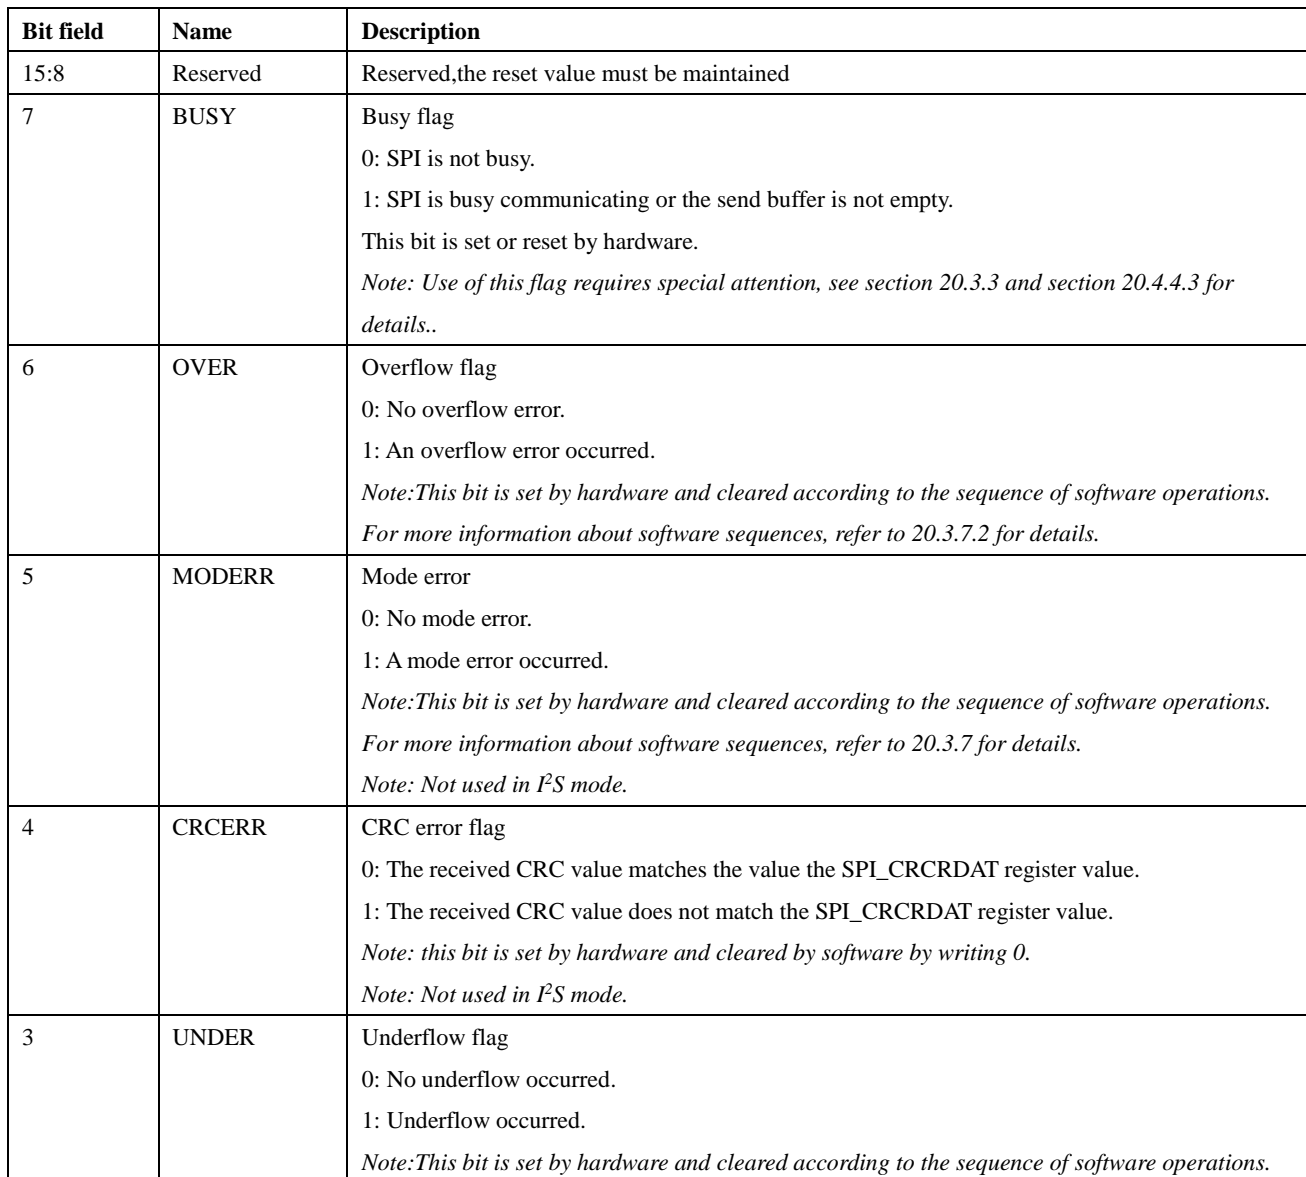 Bit field Name Description
15:8 Reserved Reserved,the reset value must be maintained
7 BUSY Busy flag
0: SPI is not busy.
1: SPI is busy communicating or the send buffer is not empty.
This bit is set or reset by hardware.
Note: Use of this flag requires special attention, see section 20.3.3 and section 20.4.4.3 for
details..
6 OVER Overflow flag
0: No overflow error.
1: An overflow error occurred.
Note:This bit is set by hardware and cleared according to the sequence of software operations.
For more information about software sequences, refer to 20.3.7.2 for details.
5 MODERR Mode error
0: No mode error.
1: A mode error occurred.
Note:This bit is set by hardware and cleared according to the sequence of software operations.
For more information about software sequences, refer to 20.3.7 for details.
Note: Not used in I²S mode.
4 CRCERR CRC error flag
0: The received CRC value matches the value the SPI_CRCRDAT register value.
1: The received CRC value does not match the SPI_CRCRDAT register value.
Note: this bit is set by hardware and cleared by software by writing 0.
Note: Not used in I²S mode.
3 UNDER Underflow flag
0: No underflow occurred.
1: Underflow occurred.
Note:This bit is set by hardware and cleared according to the sequence of software operations.